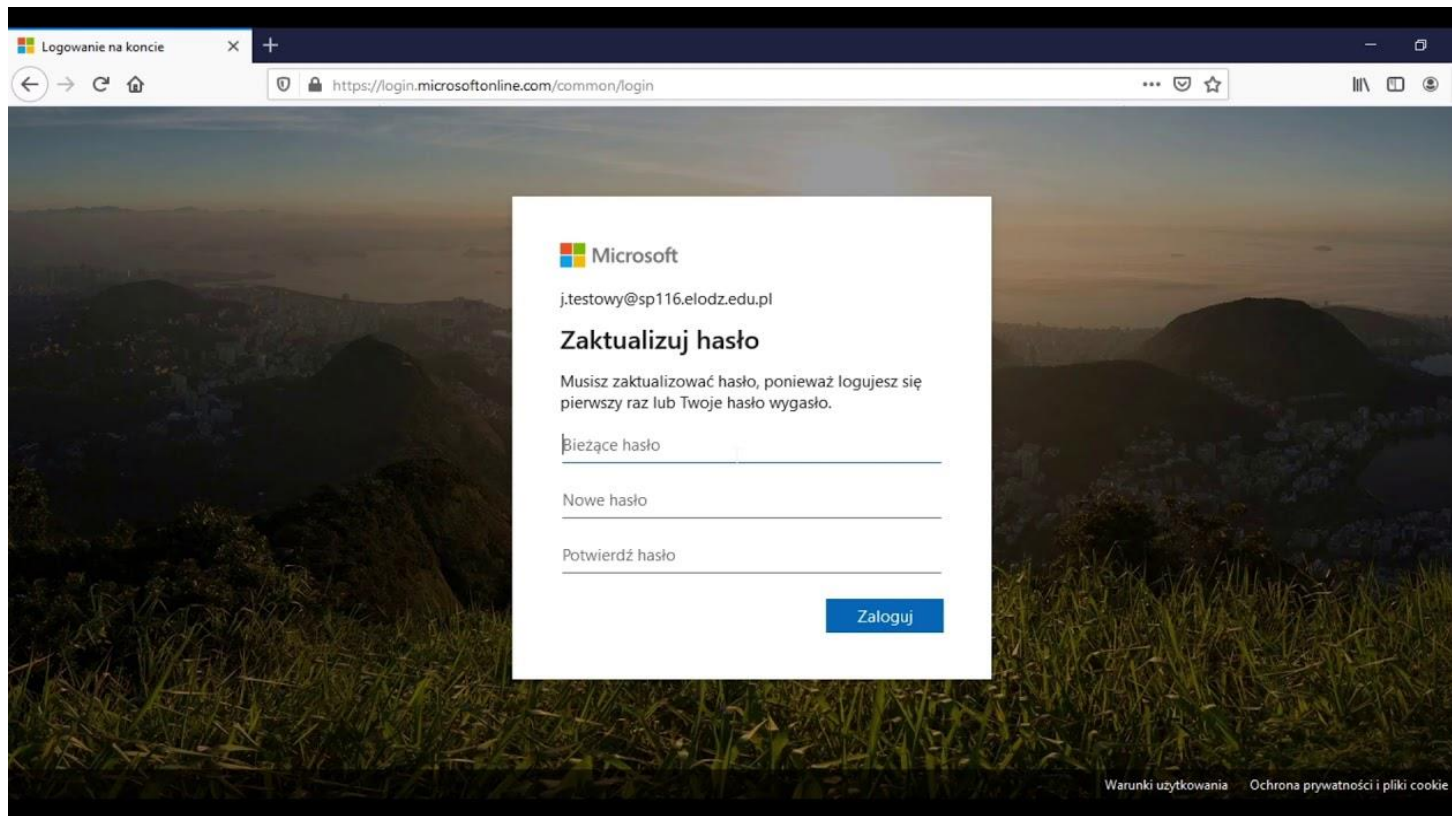 Logowanie na koncie
https://login.microsoftonline.com/common/login
Microsoft
j.testowy@sp116.elodz.edu.pl
Zaktualizuj hasło
Musisz zaktualizować hasło, ponieważ logujesz się
pierwszy raz lub Twoje hasło wygasło.
Bieżące hasło
Nowe hasło
Potwierdź hasło
Zaloguj
Warunki użytkowania Ochrona prywatności i pliki cookie